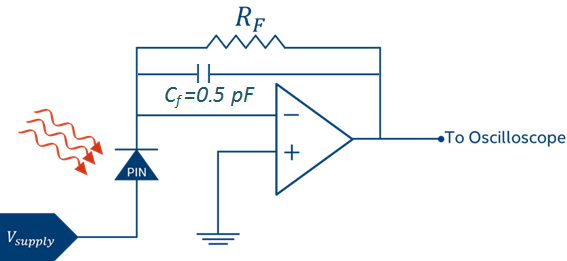 R_F
C_f=0.5 pF
−
+
To Oscilloscope
PIN
V_supply